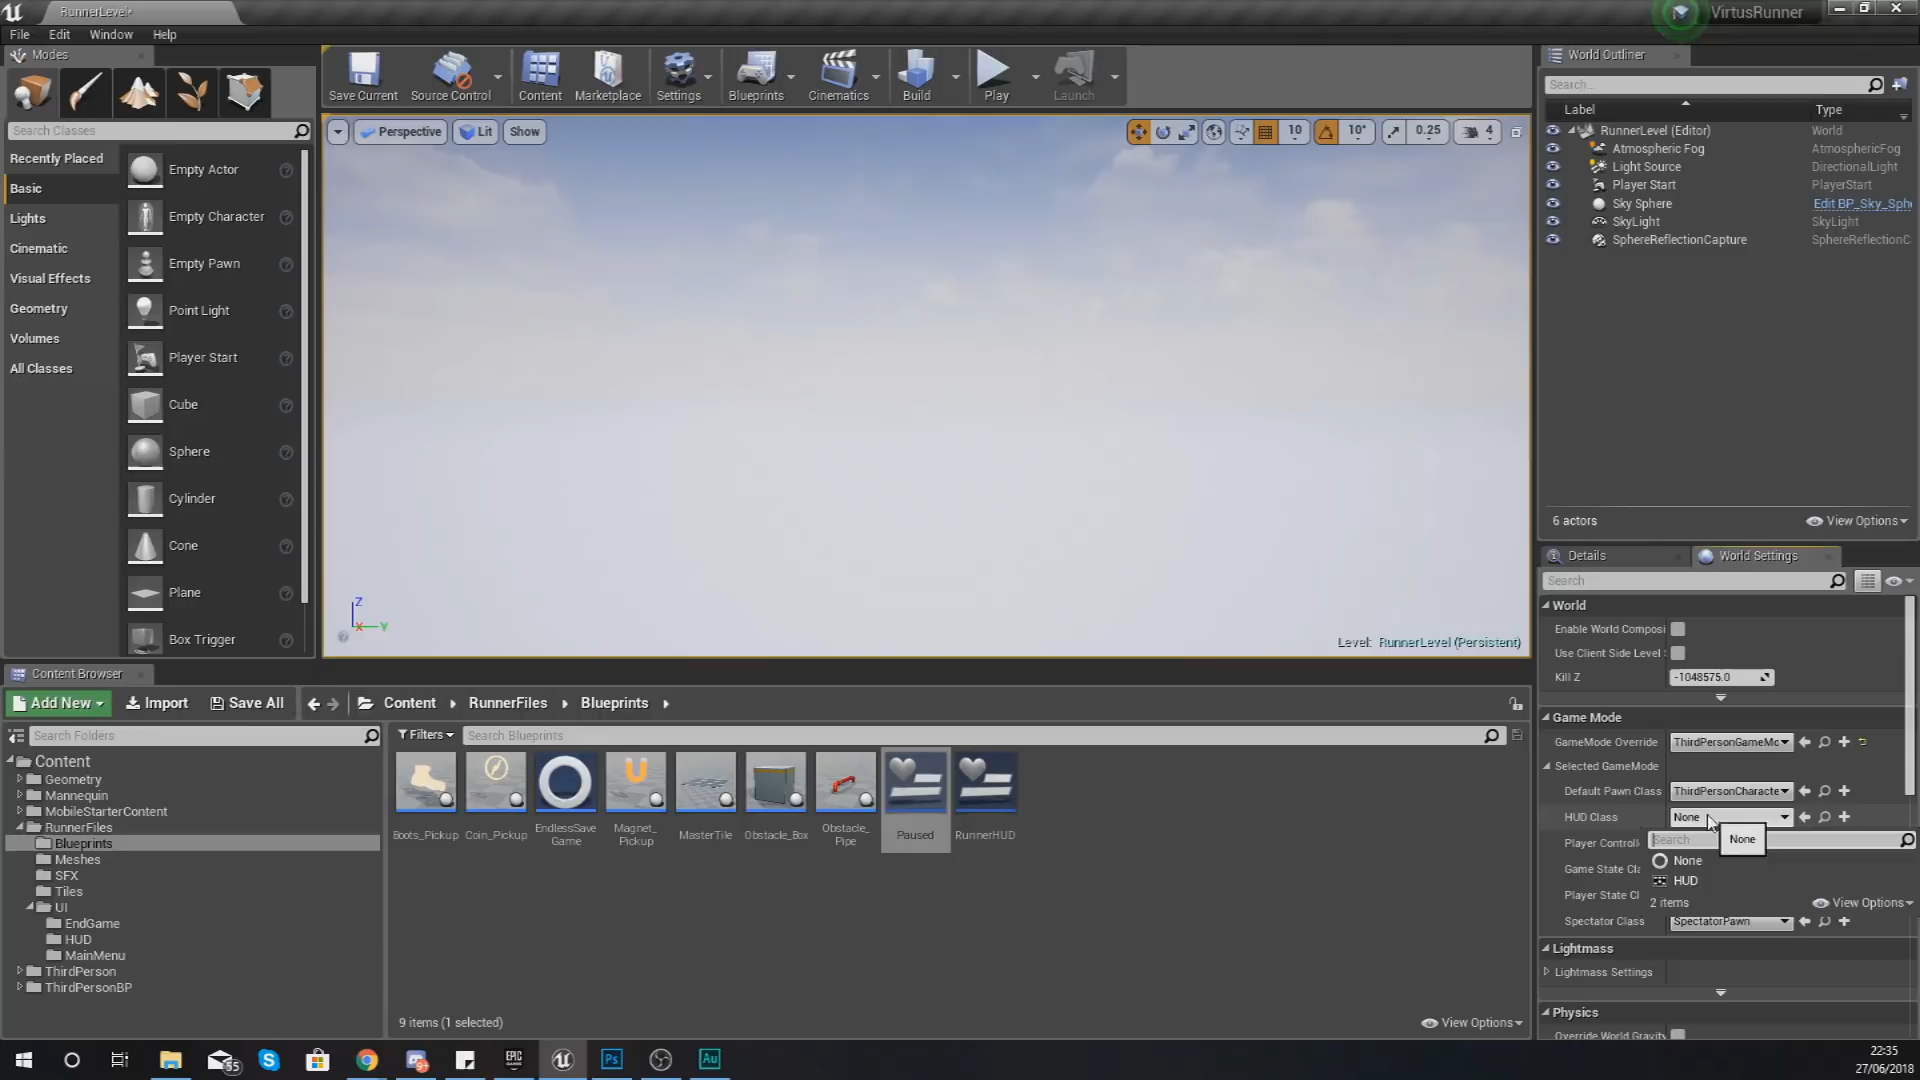 RunnerLevel*
VirtusRunner
File Edit Window Help
Modes
Save Current
Source Control
Content
Marketplace
Settings
Blueprints
Cinematics
Build
Play
Launch
Search Classes
Recently Placed
Basic
Lights
Cinematic
Visual Effects
Geometry
Volumes
All Classes
Empty Actor
Empty Character
Empty Pawn
Point Light
Player Start
Cube
Sphere
Cylinder
Cone
Plane
Box Trigger
Perspective
Lit
Show
10
10°
0.25
4
Z
X
Y
Level: RunnerLevel (Persistent)
World Outliner
Search...
Label Type
RunnerLevel (Editor) World
Atmospheric Fog AtmosphericFog
Light Source DirectionalLight
Player Start PlayerStart
Sky Sphere Edit BP_Sky_Sphe
SkyLight SkyLight
SphereReflectionCapture SphereReflectionC
6 actors
View Options
Details
World Settings
Search
World
Enable World Composi
Use Client Side Level
Kill Z -1048575.0
Game Mode
GameMode Override ThirdPersonGameMc
Selected GameMode
Default Pawn Class ThirdPersonCharacte
HUD Class None
Player Controll
Search
None
Game State Cla
None
HUD
Player State Cl
2 items
View Options
Spectator Class SpectatorPawn
Lightmass
Lightmass Settings
Physics
Override World Gravity
Content Browser
Add New
Import
Save All
Content RunnerFiles Blueprints
Search Folders
Filters
Search Blueprints
Content
Geometry
Mannequin
MobileStarterContent
RunnerFiles
Blueprints
Meshes
SFX
Tiles
UI
EndGame
HUD
MainMenu
ThirdPerson
ThirdPersonBP
Boots_Pickup
Coin_Pickup
EndlessSave
Game
Magnet_
Pickup
MasterTile
Obstacle_Box
Obstacle_
Pipe
Paused
RunnerHUD
9 items (1 selected)
View Options
55
9+
EPIC
Ps
Au
22:35
27/06/2018